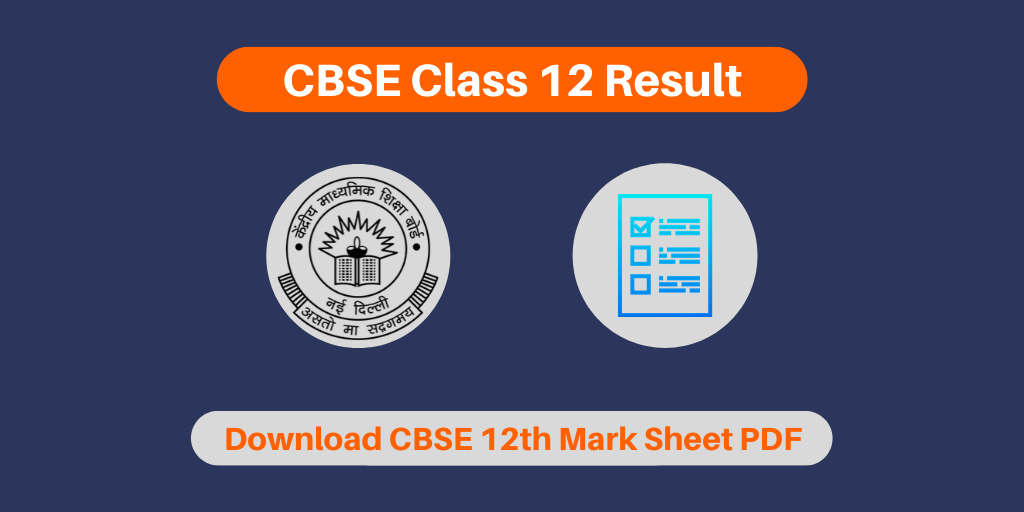 CBSE Class 12 Result
केंद्रीय माध्यमिक शिक्षा बोर्ड
नई दिल्ली
असतो मा सद्गमय
Download CBSE 12th Mark Sheet PDF